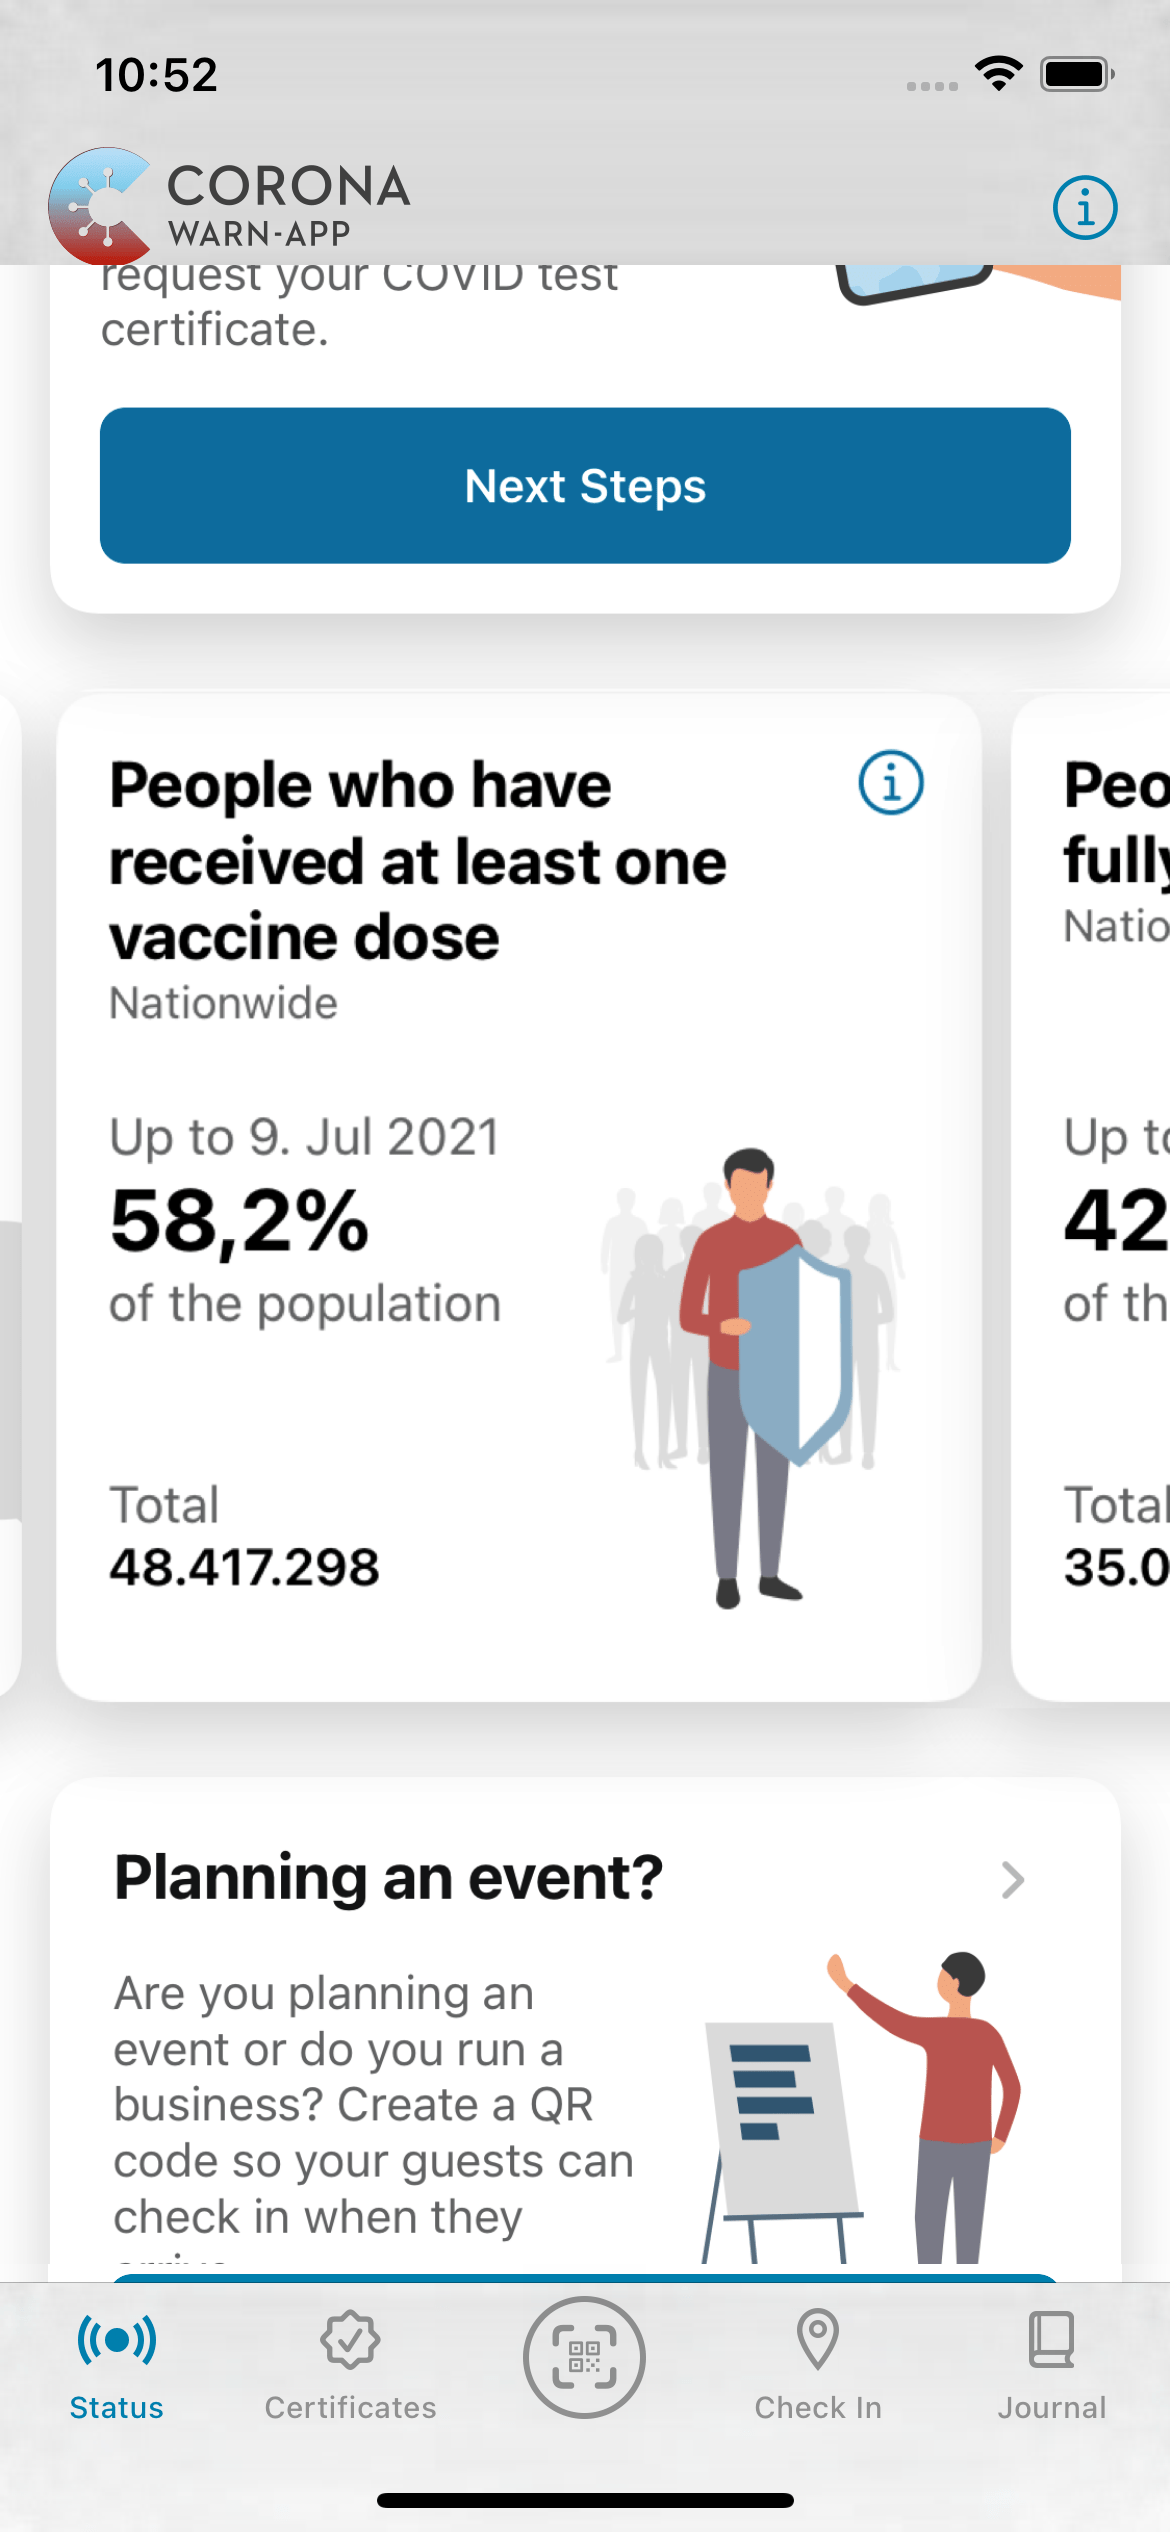 10:52
CORONA
WARN-APP
request your COVID test
certificate.
Next Steps
People who have
received at least one
vaccine dose
Nationwide
Up to 9. Jul 2021
58,2%
of the population
Total
48.417.298
Peo
fully
Natio
Up to
42
of th
Total
35.0
Planning an event?
Are you planning an
event or do you run a
business? Create a QR
code so your guests can
check in when they
Status
Certificates
Check In
Journal